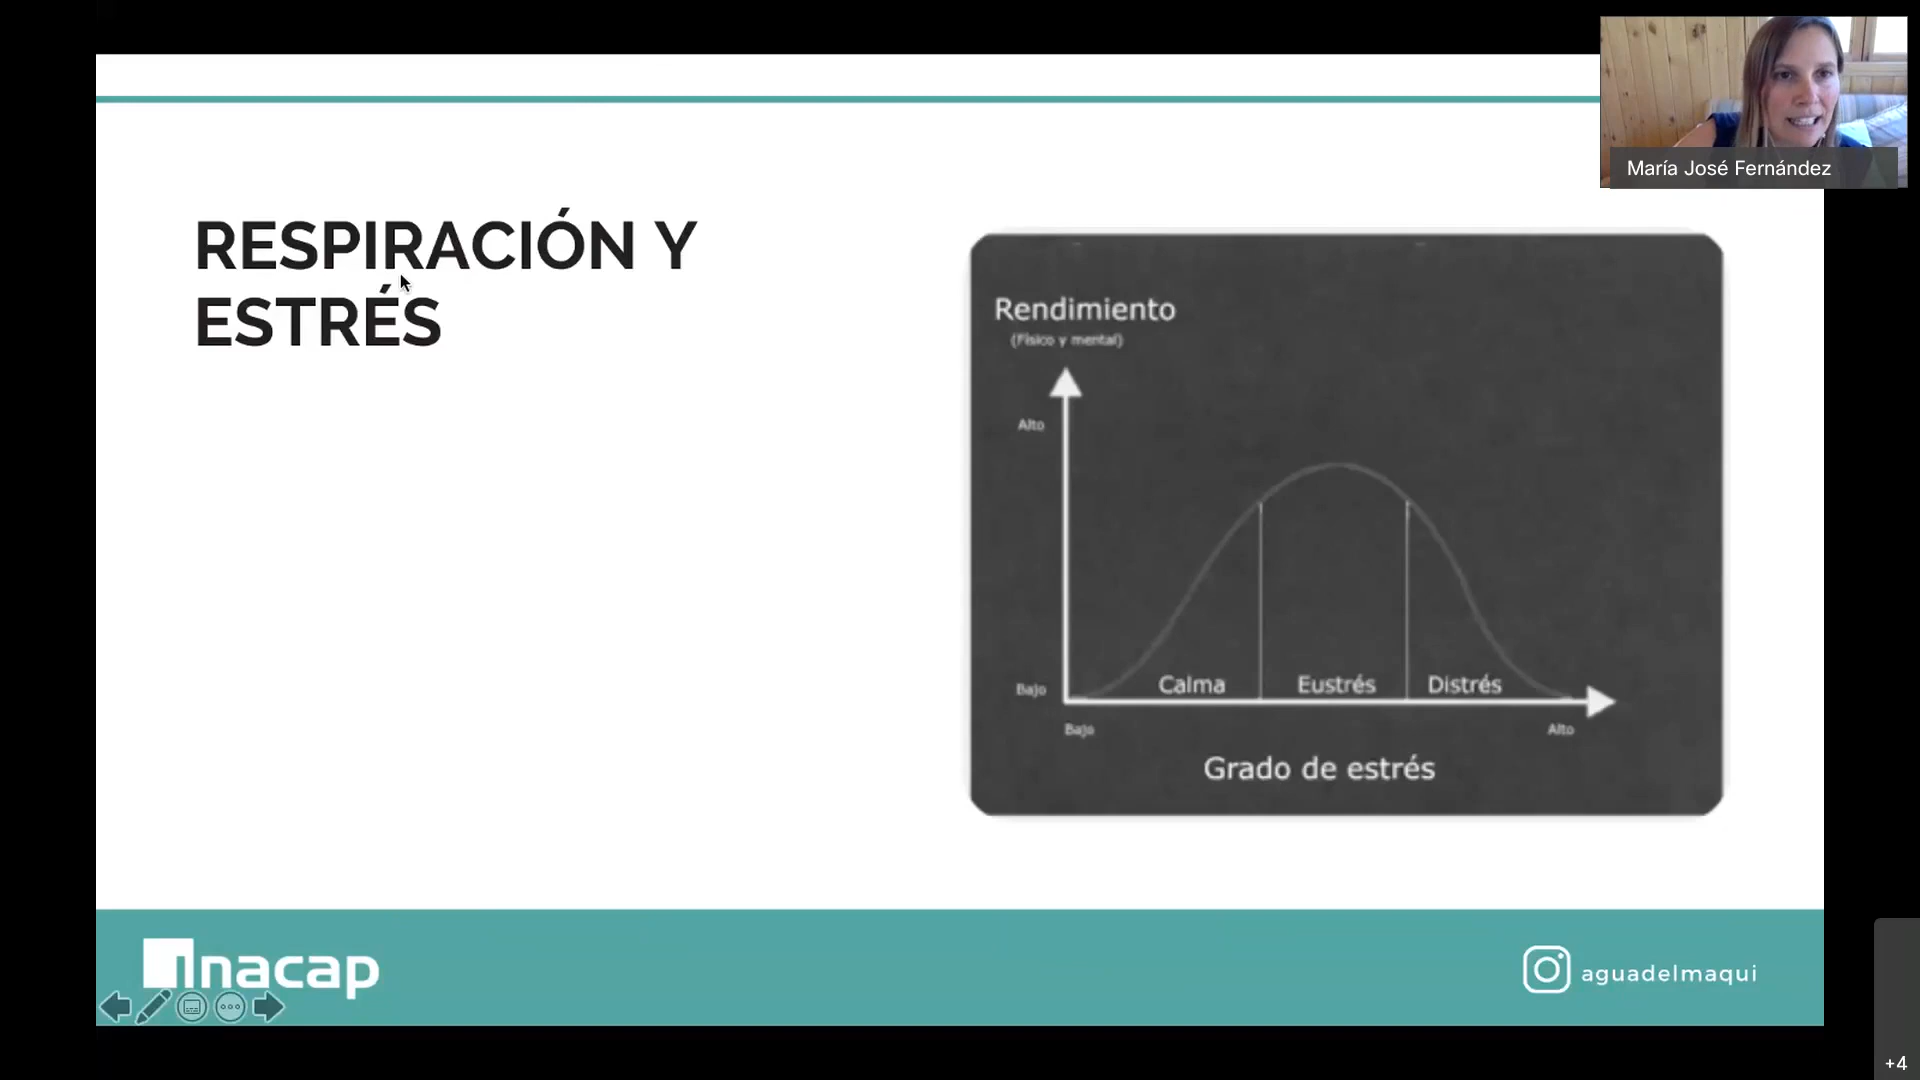 María José Fernández
RESPIRACIÓN Y
ESTRÉS
Rendimiento
(Físico y mental)
Alto
Bajo
Calma
Eustrés
Distrés
Bajo
Alto
Grado de estrés
inacap
aguadelmaqui
+4